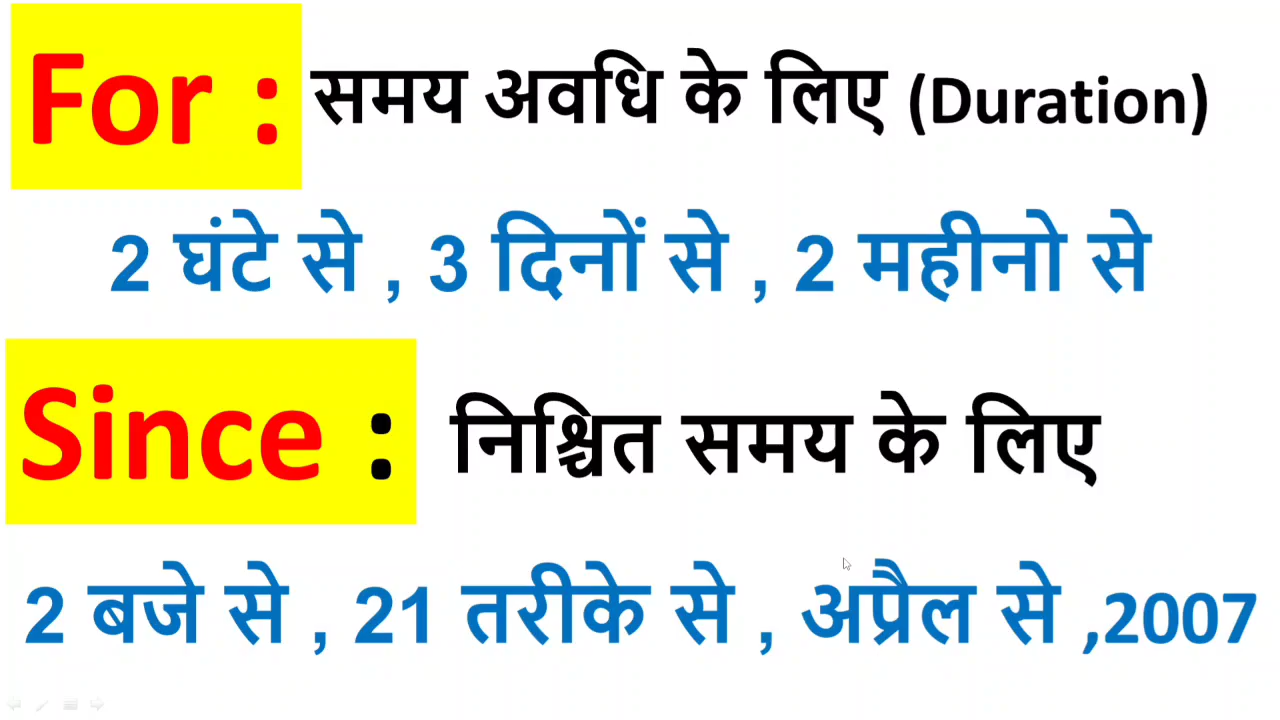 For : समय अवधि के लिए (Duration)
2 घंटे से , 3 दिनों से , 2 महीनो से
Since : निश्चित समय के लिए
2 बजे से , 21 तरीके से , अप्रैल से ,2007